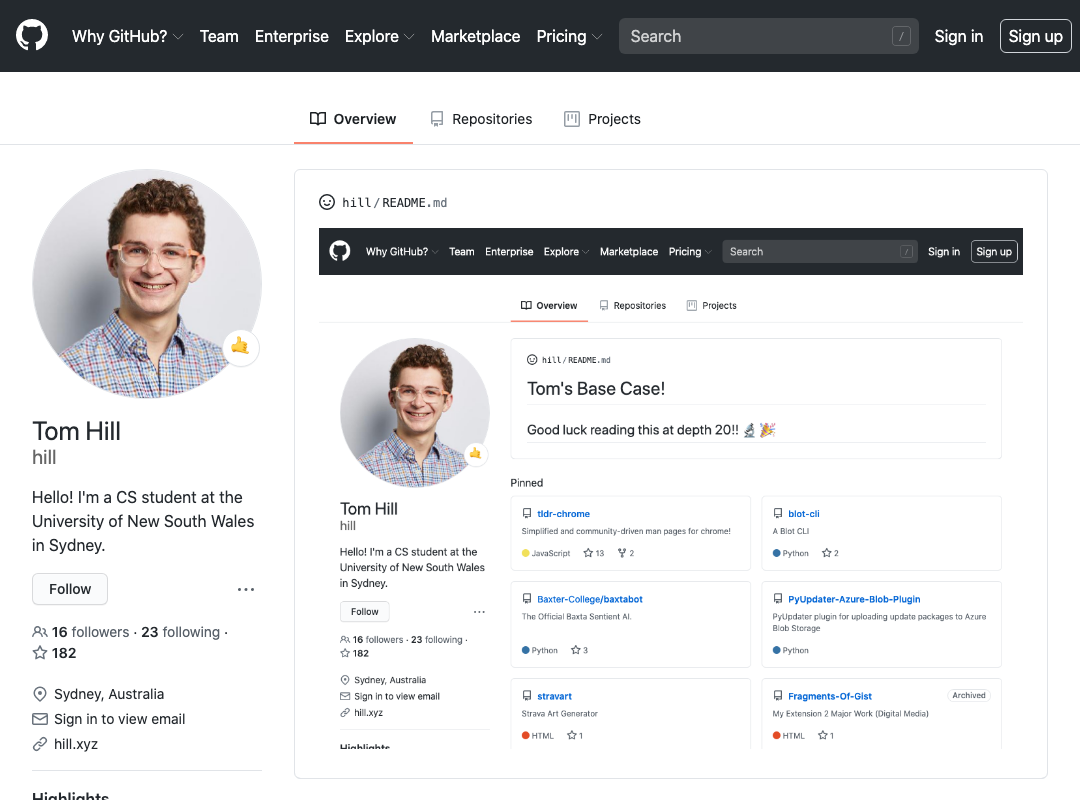 Why GitHub? Team Enterprise Explore Marketplace Pricing Search / Sign in Sign up
Overview Repositories Projects
Tom Hill
hill
Hello! I'm a CS student at the
University of New South Wales
in Sydney.
Follow
16 followers · 23 following ·
182
Sydney, Australia
Sign in to view email
hill.xyz
Highlights
hill/README.md
Why GitHub? Team Enterprise Explore Marketplace Pricing Search / Sign in Sign up
Overview Repositories Projects
Tom Hill
hill
Hello! I'm a CS student at the
University of New South Wales
in Sydney.
Follow
16 followers · 23 following ·
182
Sydney, Australia
Sign in to view email
hill.xyz
Highlights
hill/README.md
Tom's Base Case!
Good luck reading this at depth 20!! 🔬 🎉
Pinned
tldr-chrome
Simplified and community-driven man pages for chrome!
JavaScript 13 2
blot-cli
A Blot CLI
Python 2
Baxter-College/baxtabot
The Official Baxta Sentient AI.
Python 3
PyUpdater-Azure-Blob-Plugin
PyUpdater plugin for uploading update packages to Azure
Blob Storage
Python
stravart
Strava Art Generator
HTML 1
Fragments-Of-Gist Archived
My Extension 2 Major Work (Digital Media)
HTML 1